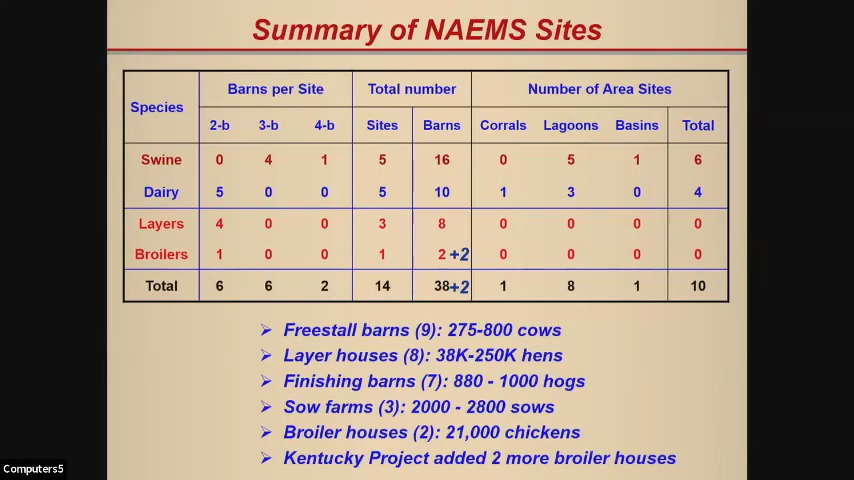 Summary of NAEMS Sites
Species Barns per Site Total number Number of Area Sites
2-b 3-b 4-b Sites Barns Corrals Lagoons Basins Total
Swine 0 4 1 5 16 0 5 1 6
Dairy 5 0 0 5 10 1 3 0 4
Layers 4 0 0 3 8 0 0 0 0
Broilers 1 0 0 1 2 +2 0 0 0 0
Total 6 6 2 14 38+2 1 8 1 10
➢ Freestall barns (9): 275-800 cows
➢ Layer houses (8): 38K-250K hens
➢ Finishing barns (7): 880 - 1000 hogs
➢ Sow farms (3): 2000 - 2800 sows
➢ Broiler houses (2): 21,000 chickens
➢ Kentucky Project added 2 more broiler houses
Computers5